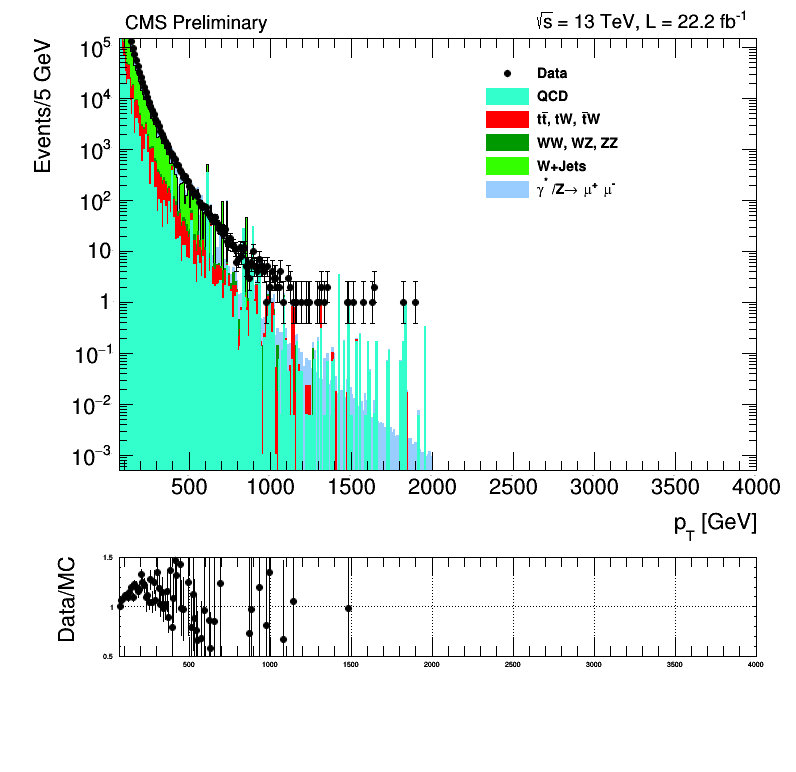 CMS Preliminary
√s = 13 TeV, L = 22.2 fb⁻¹
Events/5 GeV
10⁵
10⁴
10³
10²
10
1
10⁻¹
10⁻²
10⁻³
Data
QCD
tt̄, tW, t̄W
WW, WZ, ZZ
W+Jets
γ*/Z→ μ⁺ μ⁻
500 1000 1500 2000 2500 3000 3500 4000
p_T [GeV]
Data/MC
1.5
1
0.5
500 1000 1500 2000 2500 3000 3500 4000